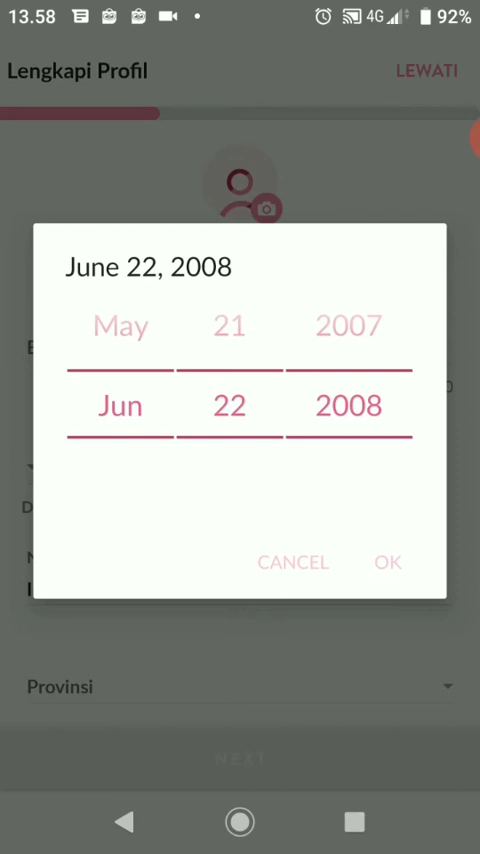 13.58 4G 92%
Lengkapi Profil LEWATI
June 22, 2008
May 21 2007
Jun 22 2008
CANCEL OK
Provinsi
NEXT